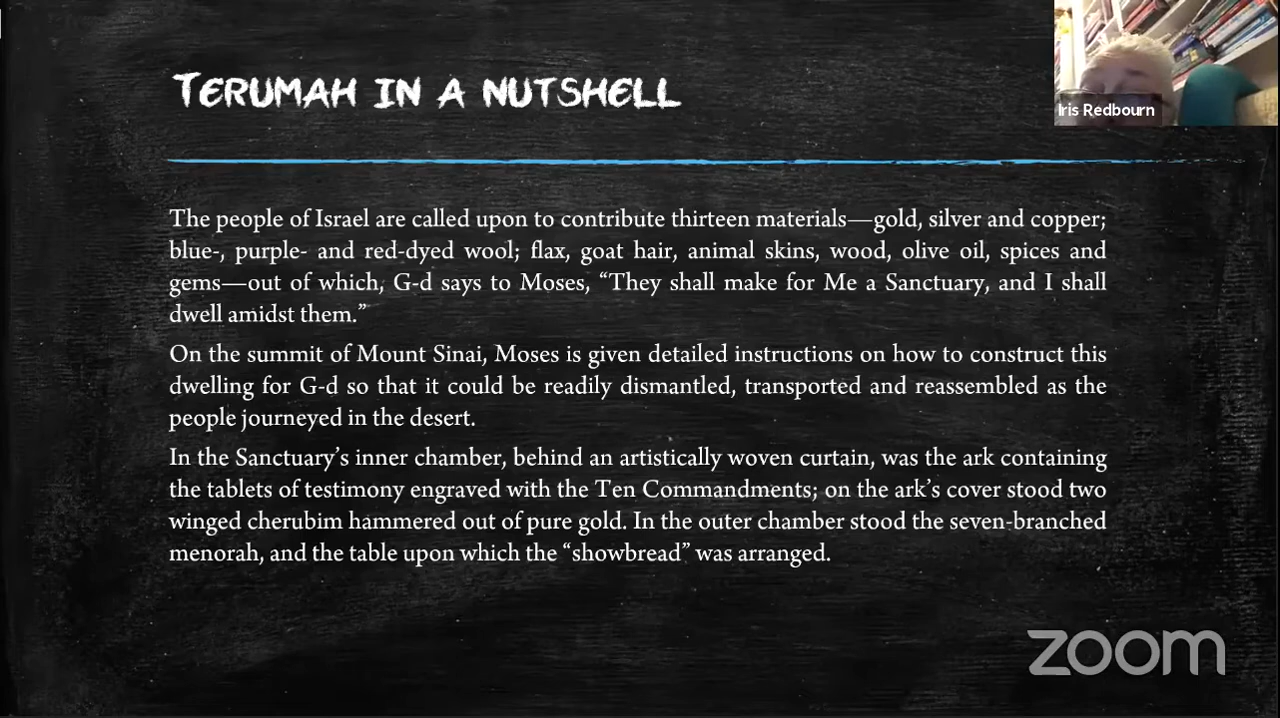 TERUMAH IN A NUTSHELL
Iris Redbourn
The people of Israel are called upon to contribute thirteen materials—gold, silver and copper;
blue-, purple- and red-dyed wool; flax, goat hair, animal skins, wood, olive oil, spices and
gems—out of which, G-d says to Moses, “They shall make for Me a Sanctuary, and I shall
dwell amidst them.”
On the summit of Mount Sinai, Moses is given detailed instructions on how to construct this
dwelling for G-d so that it could be readily dismantled, transported and reassembled as the
people journeyed in the desert.
In the Sanctuary’s inner chamber, behind an artistically woven curtain, was the ark containing
the tablets of testimony engraved with the Ten Commandments; on the ark’s cover stood two
winged cherubim hammered out of pure gold. In the outer chamber stood the seven-branched
menorah, and the table upon which the “showbread” was arranged.
zoom